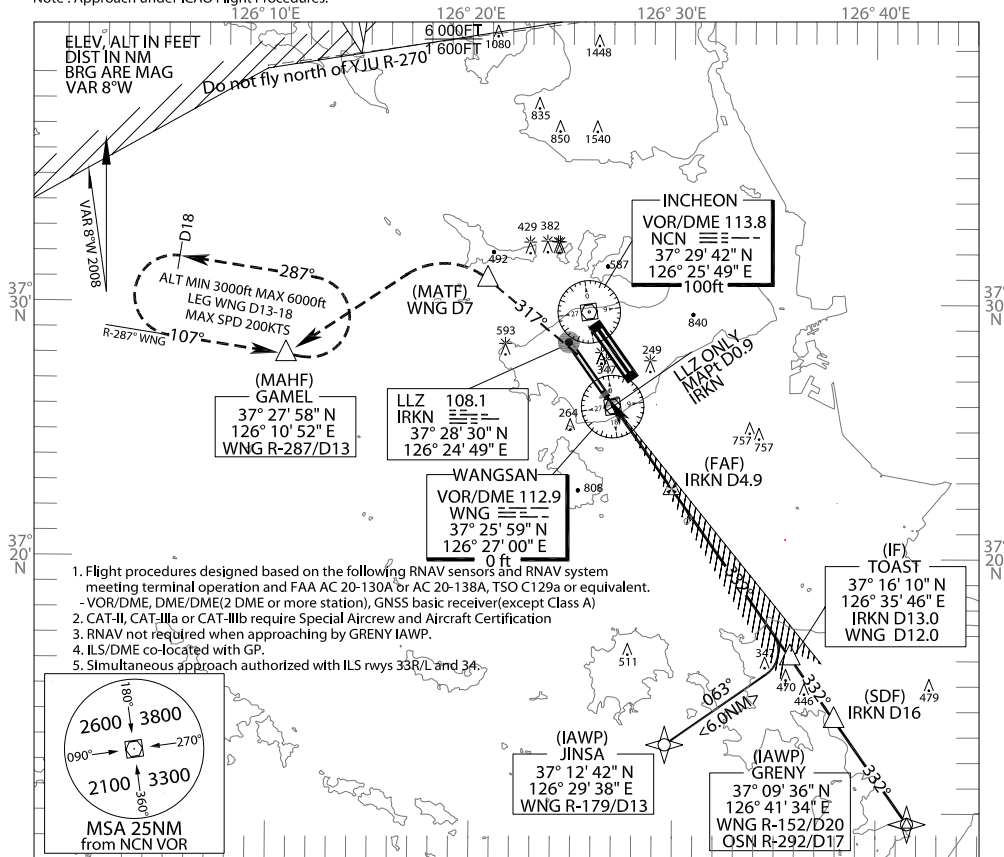 Note : Approach under ICAO Flight Procedures.
126° 10' E
126° 20' E
126° 30' E
126° 40' E
ELEV, ALT IN FEET
DIST IN NM
BRG ARE MAG
VAR 8°W
6 000FT
1 600FT
1080
1448
Do not fly north of YJU R-270
835
850
1540
VAR 8°W 2008
D18
287°
ALT MIN 3000ft MAX 6000ft
LEG WNG D13-18
MAX SPD 200KTS
R-287° WNG
107°
37°
30'
N
(MAHF)
GAMEL
37° 27' 58" N
126° 10' 52" E
WNG R-287/D13
(MATF)
WNG D7
317°
492
429
382
587
593
840
249
347
264
808
INCHEON
VOR/DME 113.8
NCN
37° 29' 42" N
126° 25' 49" E
100ft
37°
30'
N
LLZ ONLY
MAPt D0.9
IRKN
LLZ 108.1
IRKN
37° 28' 30" N
126° 24' 49" E
WANGSAN
VOR/DME 112.9
WNG
37° 25' 59" N
126° 27' 00" E
0 ft
757
757
(FAF)
IRKN D4.9
37°
20'
N
37°
20'
N
(IF)
TOAST
37° 16' 10" N
126° 35' 46" E
IRKN D13.0
WNG D12.0
1. Flight procedures designed based on the following RNAV sensors and RNAV system
meeting terminal operation and FAA AC 20-130A or AC 20-138A, TSO C129a or equivalent.
- VOR/DME, DME/DME(2 DME or more station), GNSS basic receiver(except Class A)
2. CAT-II, CAT-IIIa or CAT-IIIb require Special Aircrew and Aircraft Certification
3. RNAV not required when approaching by GRENY IAWP.
4. ILS/DME co-located with GP.
5. Simultaneous approach authorized with ILS rwys 33R/L and 34.
511
347
470
446
479
332°
(SDF)
IRKN D16
063°
<6.0NM>
332°
(IAWP)
JINSA
37° 12' 42" N
126° 29' 38" E
WNG R-179/D13
(IAWP)
GRENY
37° 09' 36" N
126° 41' 34" E
WNG R-152/D20
OSN R-292/D17
180°
2600
3800
090°
270°
2100
3300
360°
MSA 25NM
from NCN VOR